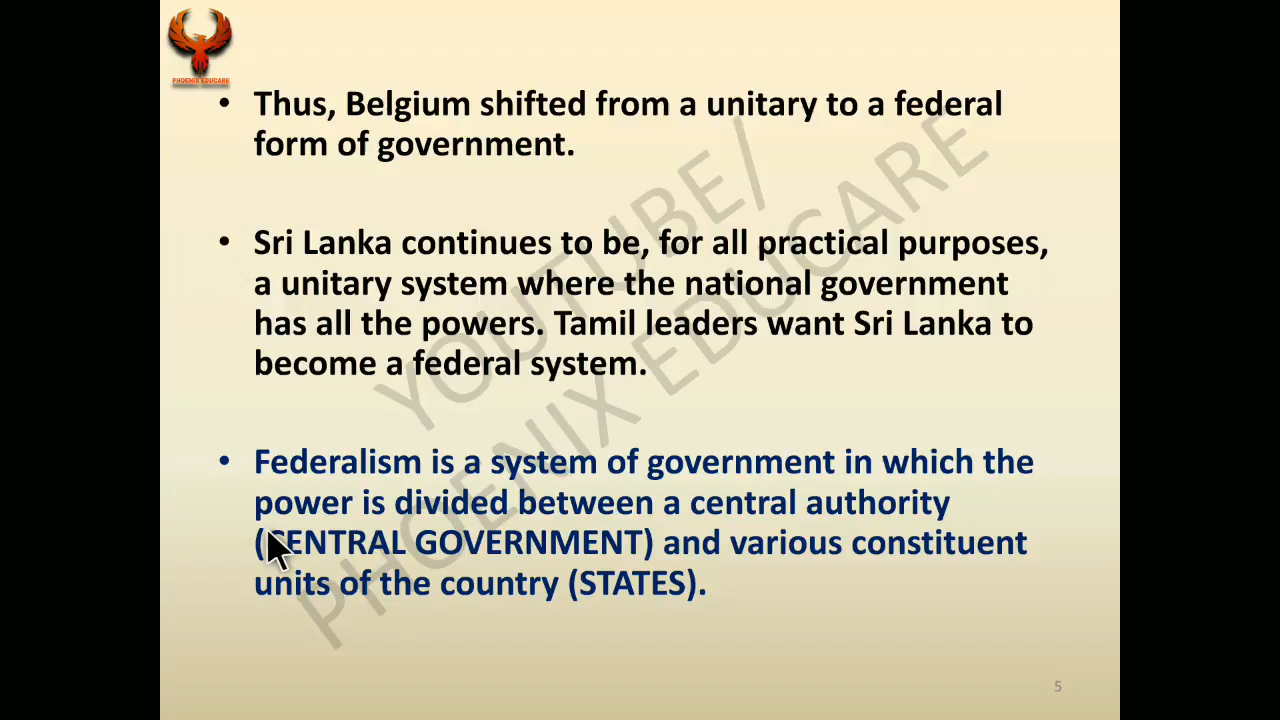 PHOENIX EDUCARE
• Thus, Belgium shifted from a unitary to a federal
form of government.
• Sri Lanka continues to be, for all practical purposes,
a unitary system where the national government
has all the powers. Tamil leaders want Sri Lanka to
become a federal system.
• Federalism is a system of government in which the
power is divided between a central authority
(CENTRAL GOVERNMENT) and various constituent
units of the country (STATES).
YOUTUBE/
PHOENIX EDUCARE
5